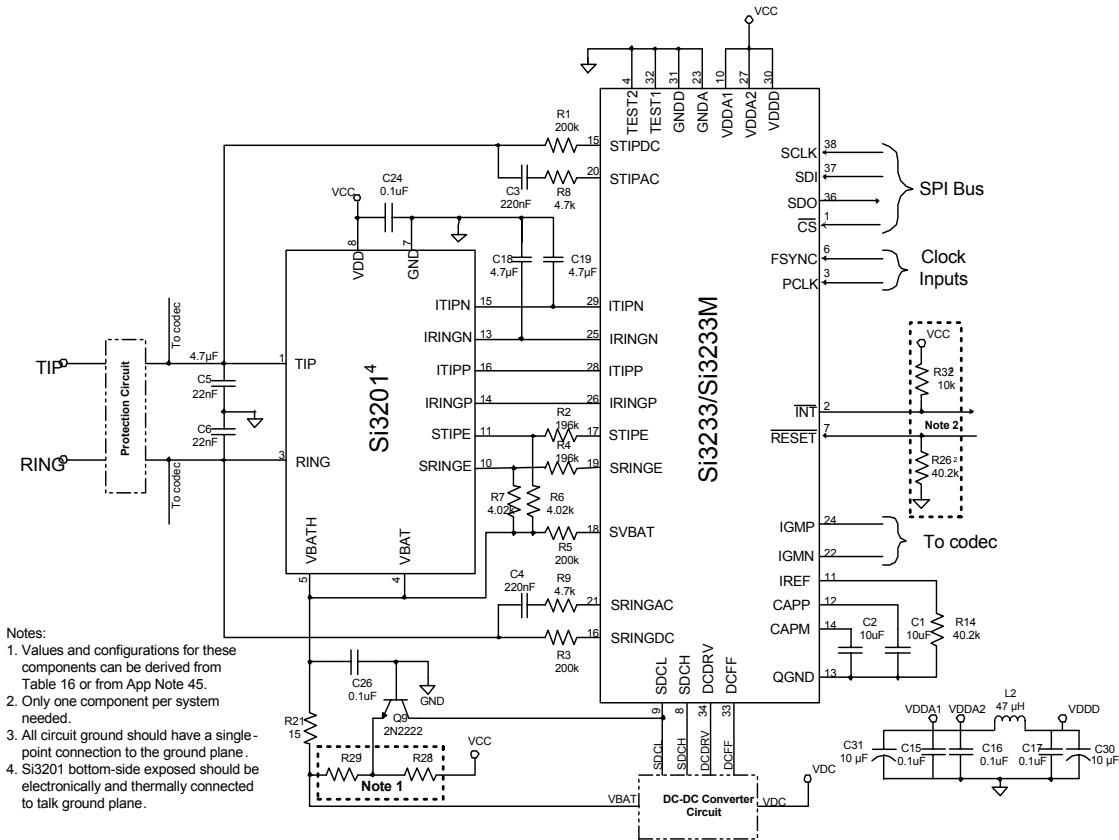 VCC
4
32
31
23
10
27
30
TEST2
TEST1
GNDD
GNDA
VDDA1
VDDA2
VDDD
R1
200k
15
STIPDC
C3
220nF
R8
4.7k
20
STIPAC
SCLK
38
SDI
37
SDO
36
CS
1
SPI Bus
FSYNC
6
PCLK
3
Clock
Inputs
VCC
C24
0.1uF
8
7
VDD
GND
C18
4.7µF
C19
4.7µF
ITIPN
15
29
ITIPN
IRINGN
13
25
IRINGN
ITIPP
16
28
ITIPP
IRINGP
14
26
IRINGP
STIPE
11
R2
196k
17
STIPE
SRINGE
10
R4
196k
19
SRINGE
R7
4.02k
R6
4.02k
18
SVBAT
R5
200k
Si3201⁴
Si3233/Si3233M
TIP
RING
Protection Circuit
To codec
To codec
4.7µF
C5
22nF
C6
22nF
1
TIP
3
RING
VBATH
VBAT
5
4
VCC
R32²
10k
INT
2
Note 2
RESET
7
R26²
40.2k
IGMP
24
IGMN
22
To codec
IREF
11
CAPP
12
CAPM
14
C2
10uF
C1
10uF
R14
40.2k
QGND
13
C4
220nF
R9
4.7k
21
SRINGAC
16
SRINGDC
R3
200k
SDCL
SDCH
DCDRV
DCFF
9
8
34
33
SDCL
SDCH
DCDRV
DCFF
C26
0.1uF
GND
Q9
2N2222
R21
15
R29
R28
VCC
Note 1
VBAT
DC-DC Converter
Circuit
VDC
VDC
VDDA1
VDDA2
L2
47 µH
VDDD
C31
10 µF
C15
0.1uF
C16
0.1uF
C17
0.1uF
C30
10 µF
Notes:
1. Values and configurations for these
components can be derived from
Table 16 or from App Note 45.
2. Only one component per system
needed.
3. All circuit ground should have a single-
point connection to the ground plane.
4. Si3201 bottom-side exposed should be
electronically and thermally connected
to talk ground plane.